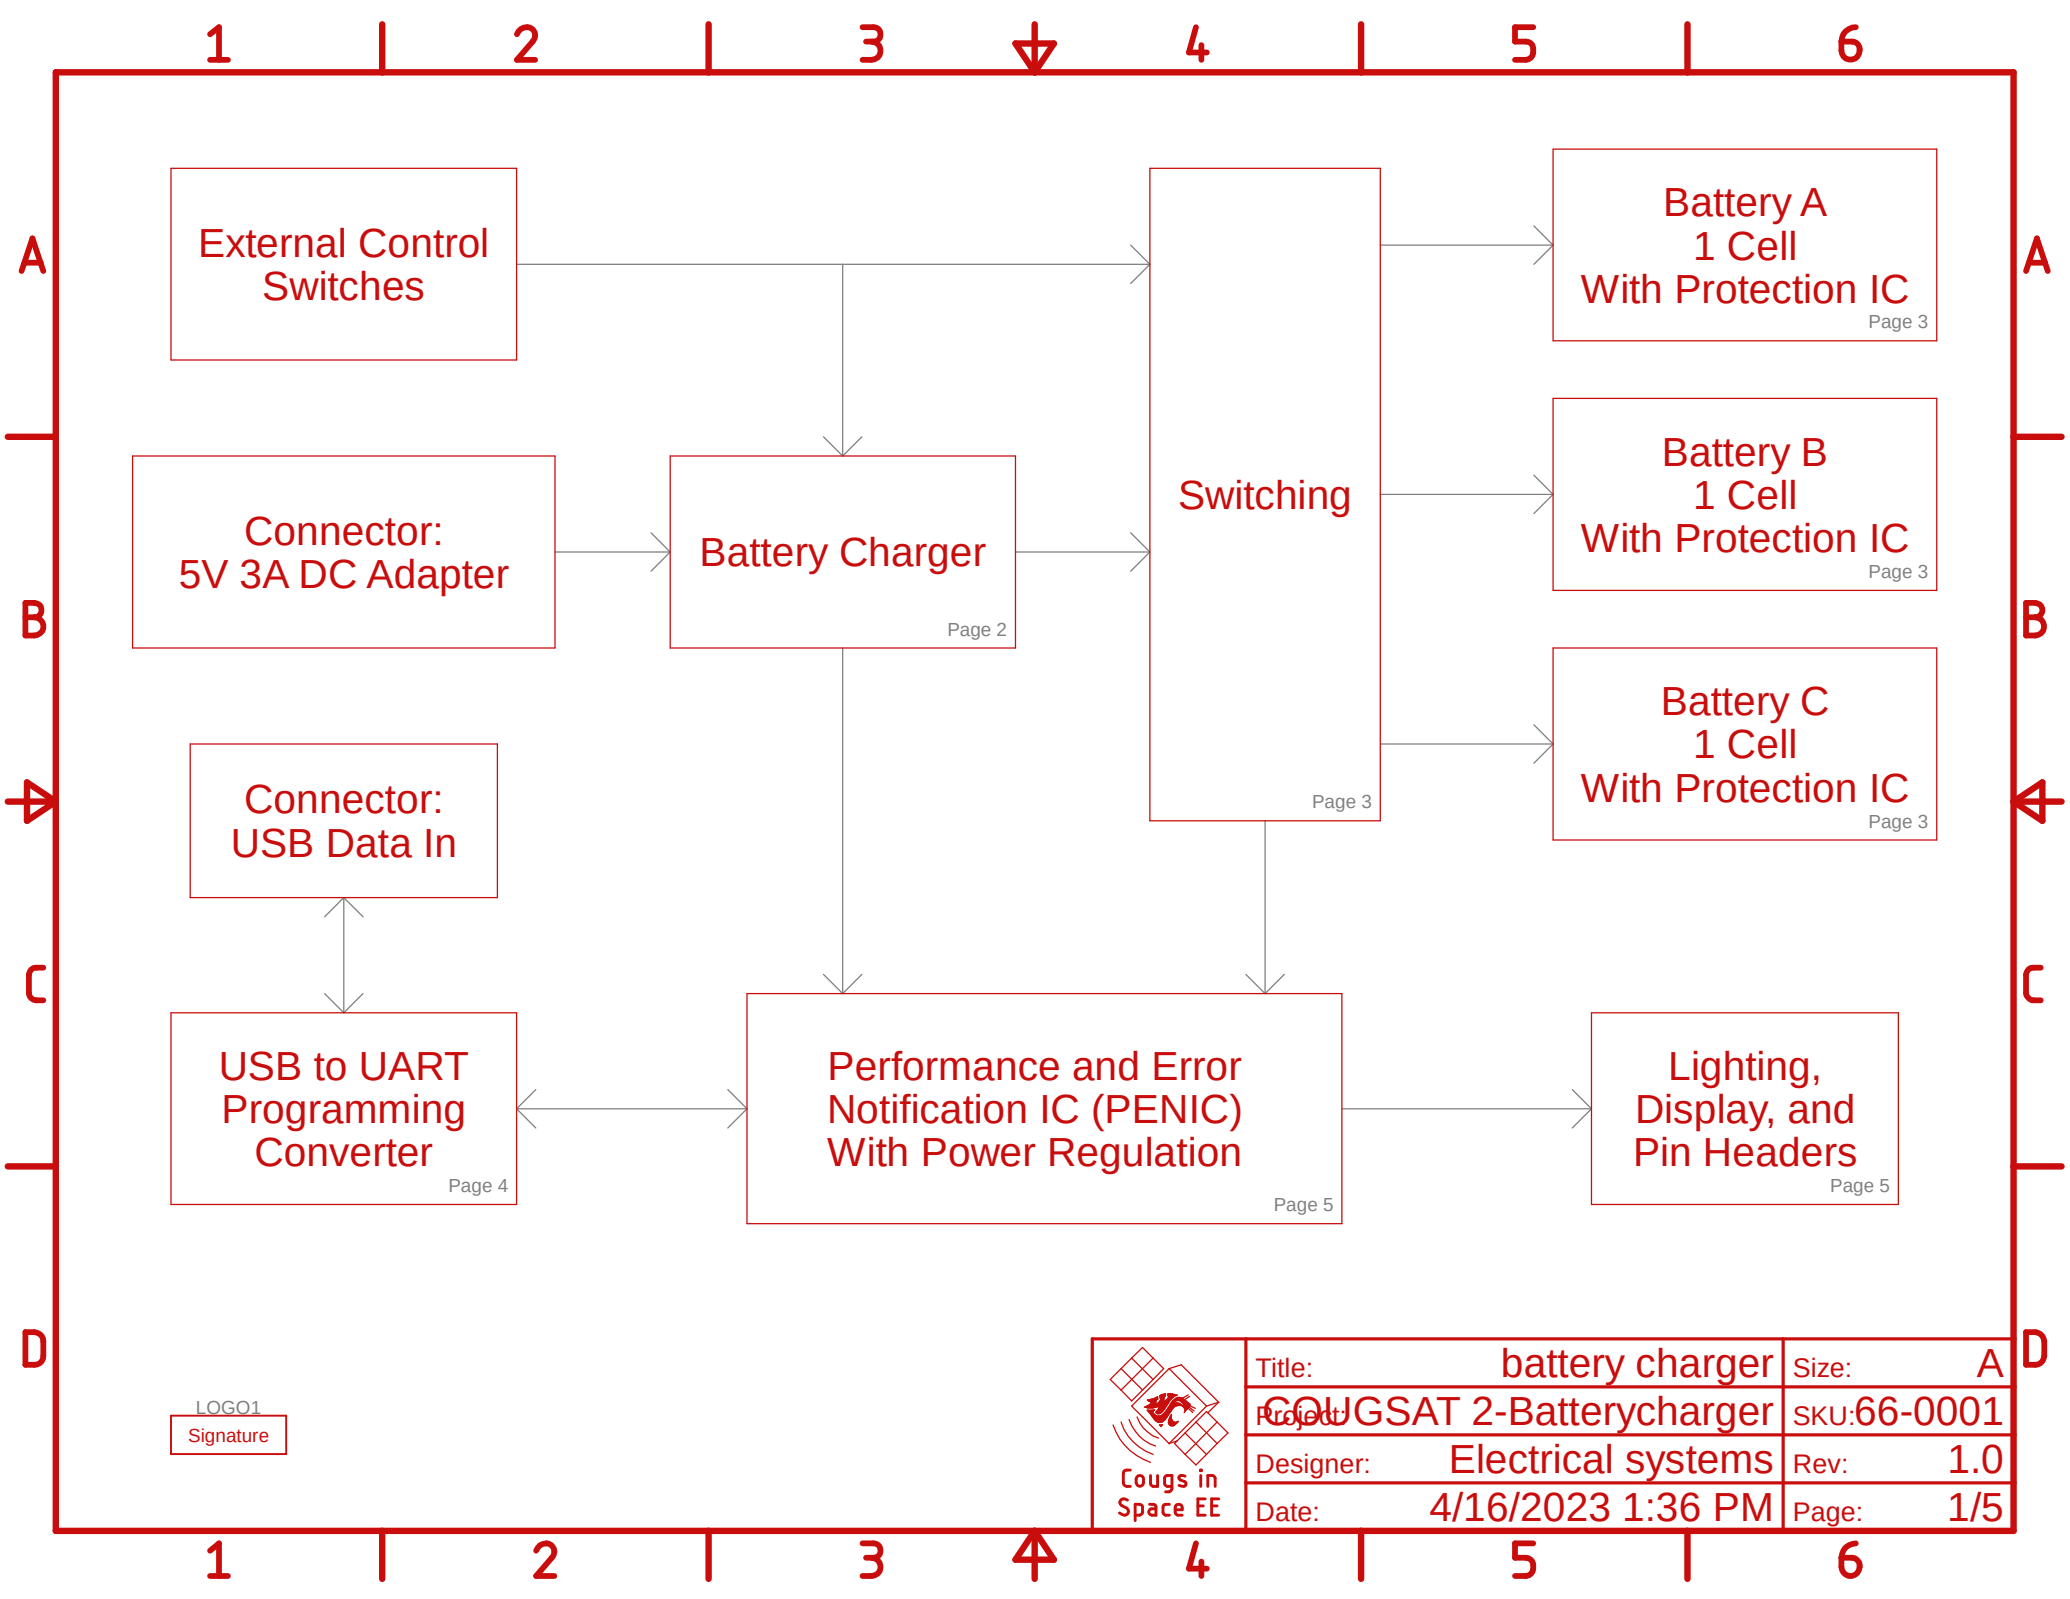 1 2 3 4 5 6
A
A
B
B
C
C
D
D
External Control
Switches
Connector:
5V 3A DC Adapter
Battery Charger
Page 2
Switching
Page 3
Battery A
1 Cell
With Protection IC
Page 3
Battery B
1 Cell
With Protection IC
Page 3
Battery C
1 Cell
With Protection IC
Page 3
Connector:
USB Data In
USB to UART
Programming
Converter
Page 4
Performance and Error
Notification IC (PENIC)
With Power Regulation
Page 5
Lighting,
Display, and
Pin Headers
Page 5
LOGO1
Signature
Cougs in
Space EE
Title: battery charger
Size: A
Project: COUGSAT 2-Batterycharger
SKU: 66-0001
Designer: Electrical systems
Rev: 1.0
Date: 4/16/2023 1:36 PM
Page: 1/5
1 2 3 4 5 6